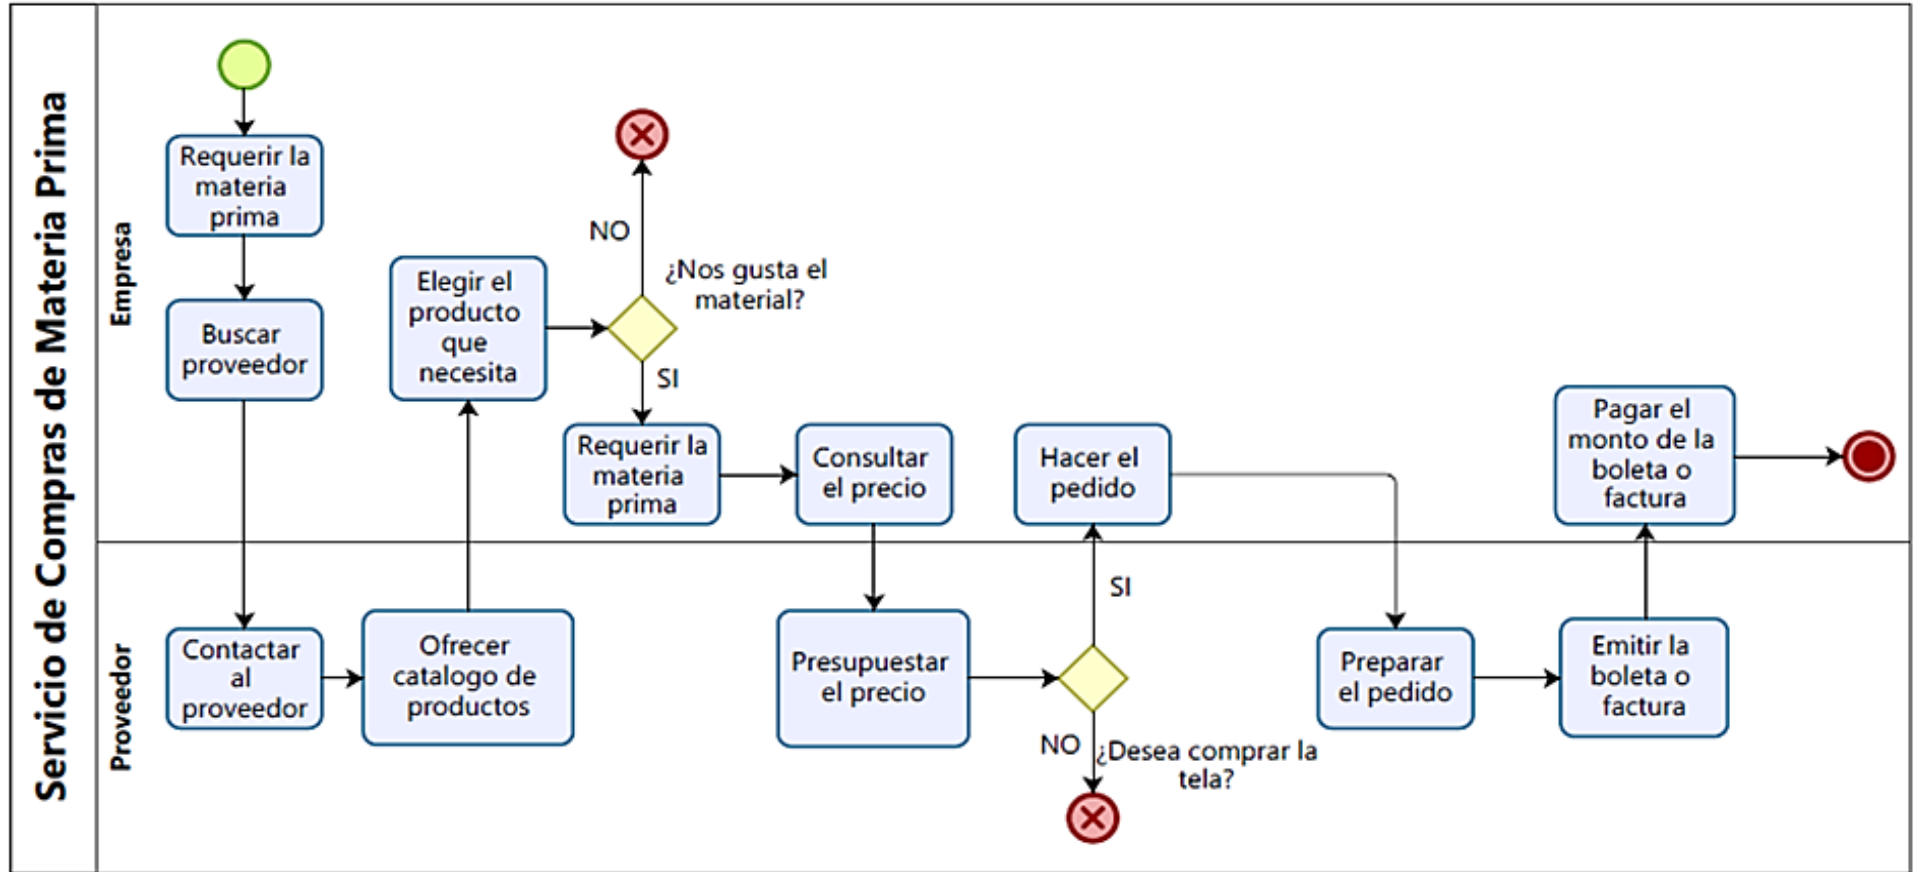 Servicio de Compras de Materia Prima
Empresa
Requerir la
materia
prima
Buscar
proveedor
Elegir el
producto
que
necesita
NO
¿Nos gusta el
material?
SI
Requerir la
materia
prima
Consultar
el precio
Hacer el
pedido
Pagar el
monto de la
boleta o
factura
Proveedor
Contactar
al
proveedor
Ofrecer
catalogo de
productos
Presupuestar
el precio
SI
NO
¿Desea comprar la
tela?
Preparar
el pedido
Emitir la
boleta o
factura